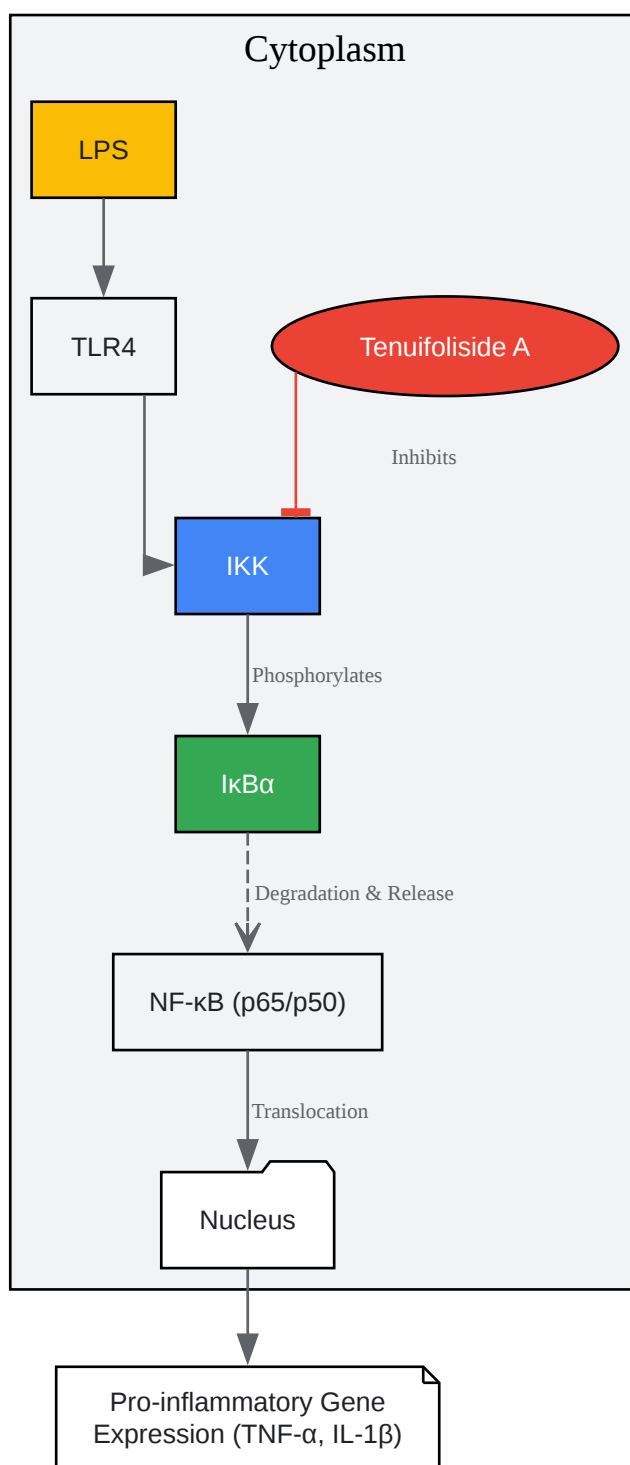 Cytoplasm
LPS
TLR4
Tenuifoliside A
Inhibits
IKK
Phosphorylates
IκBα
Degradation & Release
NF-κB (p65/p50)
Translocation
Nucleus
Pro-inflammatory Gene
Expression (TNF-α, IL-1β)